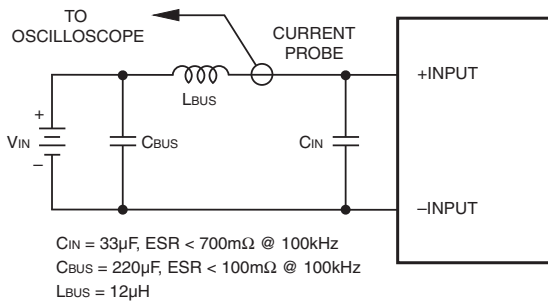 TO
OSCILLOSCOPE
CURRENT
PROBE
+INPUT
LBUS
+
VIN
CBUS
CIN
–
–INPUT
CIN = 33µF, ESR < 700mΩ @ 100kHz
CBUS = 220µF, ESR < 100mΩ @ 100kHz
LBUS = 12µH